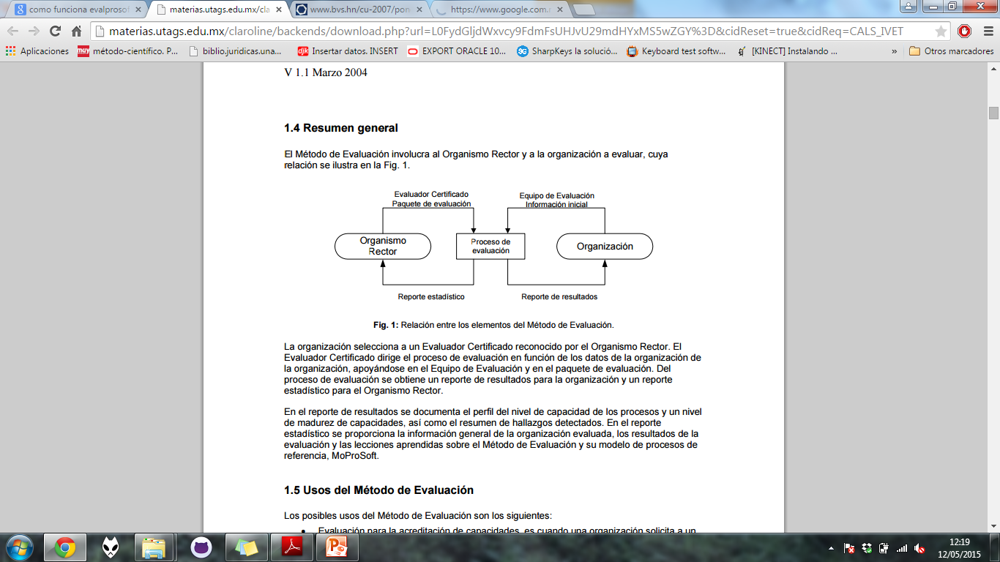 como funciona evalprosof
materias.utags.edu.mx/cla
www.bvs.hn/cu-2007/pon
https://www.google.com.
materias.utags.edu.mx/claroline/backends/download.php?url=L0FydGljdWxvcy9FdmFsUHJvU29mdHYxMS5wZGY%3D&cidReset=true&cidReq=CALS_IVET
Aplicaciones
muy
método-científico. P...
biblio.juridicas.una...
djk
Insertar datos. INSERT
EXPORT ORACLE 10...
SharpKeys la solució...
Keyboard test softw...
[KINECT] Instalando ...
»
Otros marcadores
V 1.1 Marzo 2004
1.4 Resumen general
El Método de Evaluación involucra al Organismo Rector y a la organización a evaluar, cuya
relación se ilustra en la Fig. 1.
Evaluador Certificado
Paquete de evaluación
Equipo de Evaluación
Información inicial
Organismo
Rector
Proceso de
evaluación
Organización
Reporte estadístico
Reporte de resultados
Fig. 1: Relación entre los elementos del Método de Evaluación.
La organización selecciona a un Evaluador Certificado reconocido por el Organismo Rector. El
Evaluador Certificado dirige el proceso de evaluación en función de los datos de la organización de
la organización, apoyándose en el Equipo de Evaluación y en el paquete de evaluación. Del
proceso de evaluación se obtiene un reporte de resultados para la organización y un reporte
estadístico para el Organismo Rector.
En el reporte de resultados se documenta el perfil del nivel de capacidad de los procesos y un nivel
de madurez de capacidades, así como el resumen de hallazgos detectados. En el reporte
estadístico se proporciona la información general de la organización evaluada, los resultados de la
evaluación y las lecciones aprendidas sobre el Método de Evaluación y su modelo de procesos de
referencia, MoProSoft.
1.5 Usos del Método de Evaluación
Los posibles usos del Método de Evaluación son los siguientes:
• Evaluación para la acreditación de capacidades, es cuando una organización solicita a un
12:19
12/05/2015